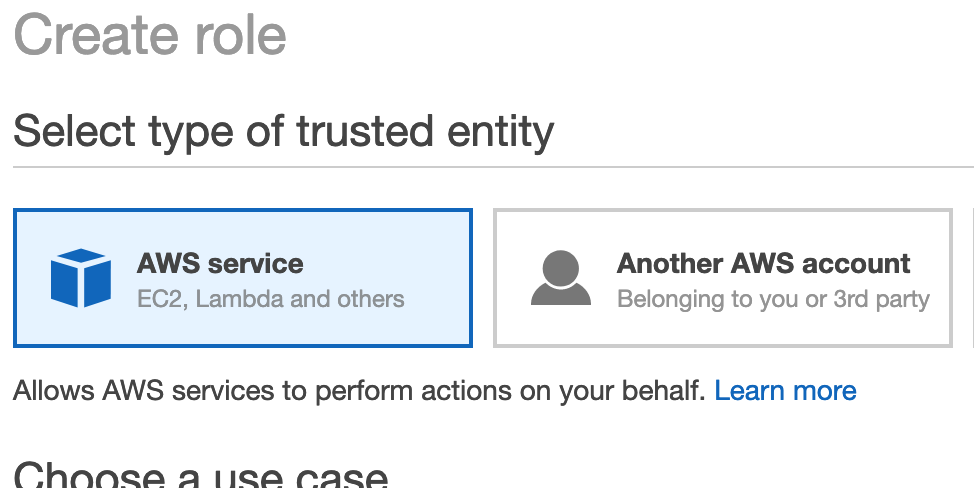 Create role
Select type of trusted entity
AWS service
EC2, Lambda and others
Another AWS account
Belonging to you or 3rd party
Allows AWS services to perform actions on your behalf. Learn more
Choose a use case